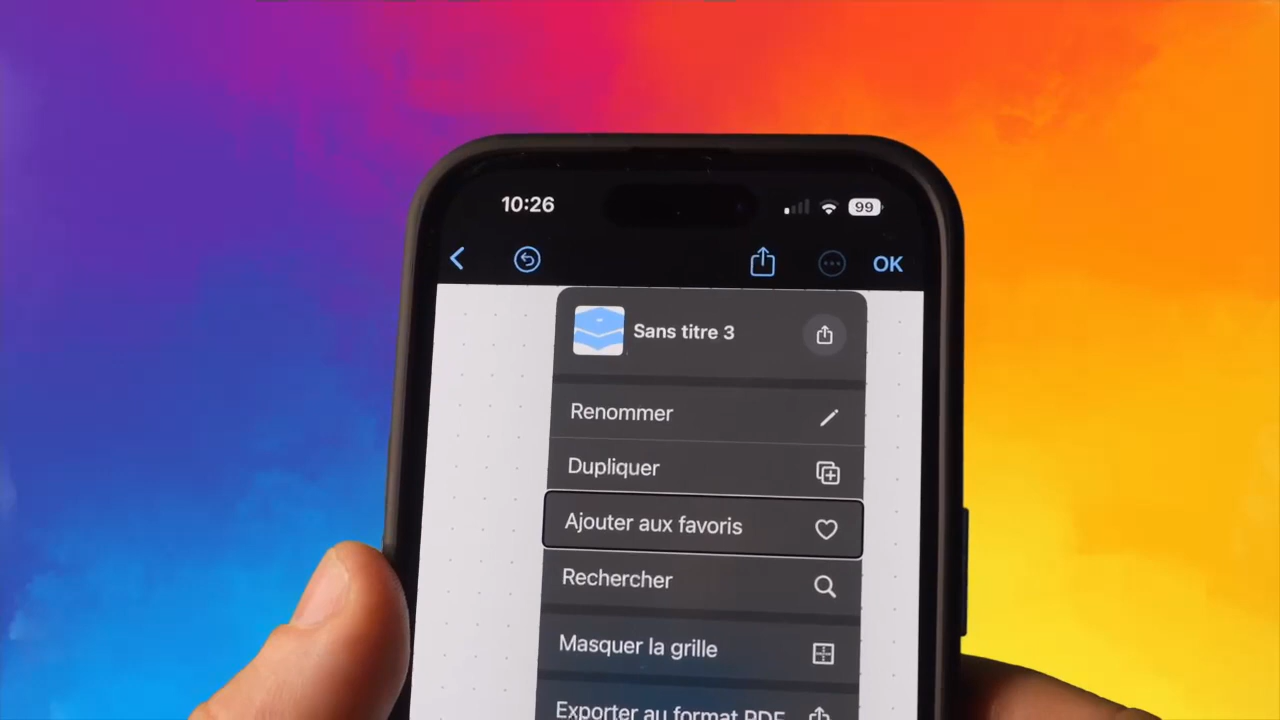 10:26
99
OK
Sans titre 3
Renommer
Dupliquer
Ajouter aux favoris
Rechercher
Masquer la grille
Exporter au format PDF